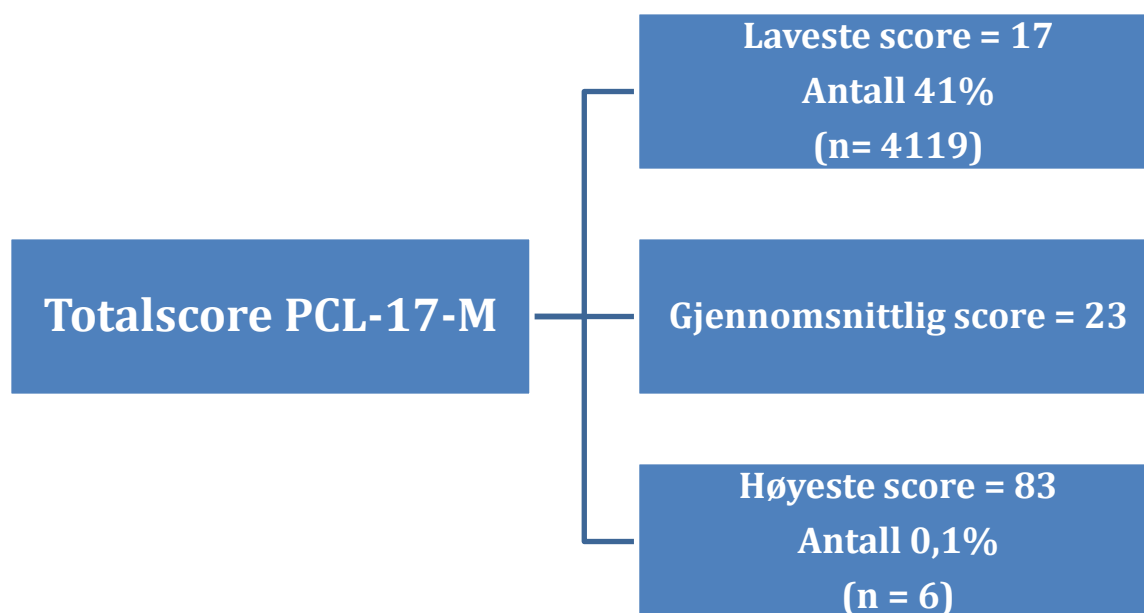 Totalscore PCL-17-M
Laveste score = 17
Antall 41%
(n= 4119)
Gjennomsnittlig score = 23
Høyeste score = 83
Antall 0,1%
(n = 6)